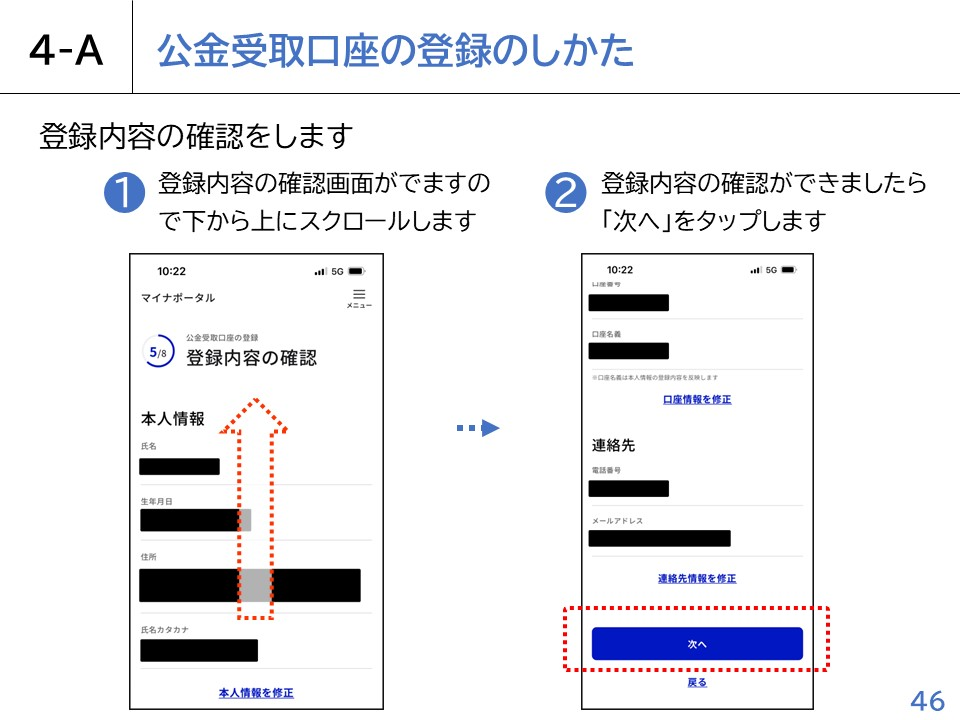 4-A
公金受取口座の登録のしかた
登録内容の確認をします
1
登録内容の確認画面がでますの
で下から上にスクロールします
2
登録内容の確認ができましたら
「次へ」をタップします
10:22
5G
マイナポータル
メニュー
5/8
公金受取口座の登録
登録内容の確認
本人情報
氏名
生年月日
住所
氏名カタカナ
本人情報を修正
10:22
5G
口座番号
口座名義
※口座名義は本人情報の登録内容を反映します
口座情報を修正
連絡先
電話番号
メールアドレス
連絡先情報を修正
次へ
戻る
46